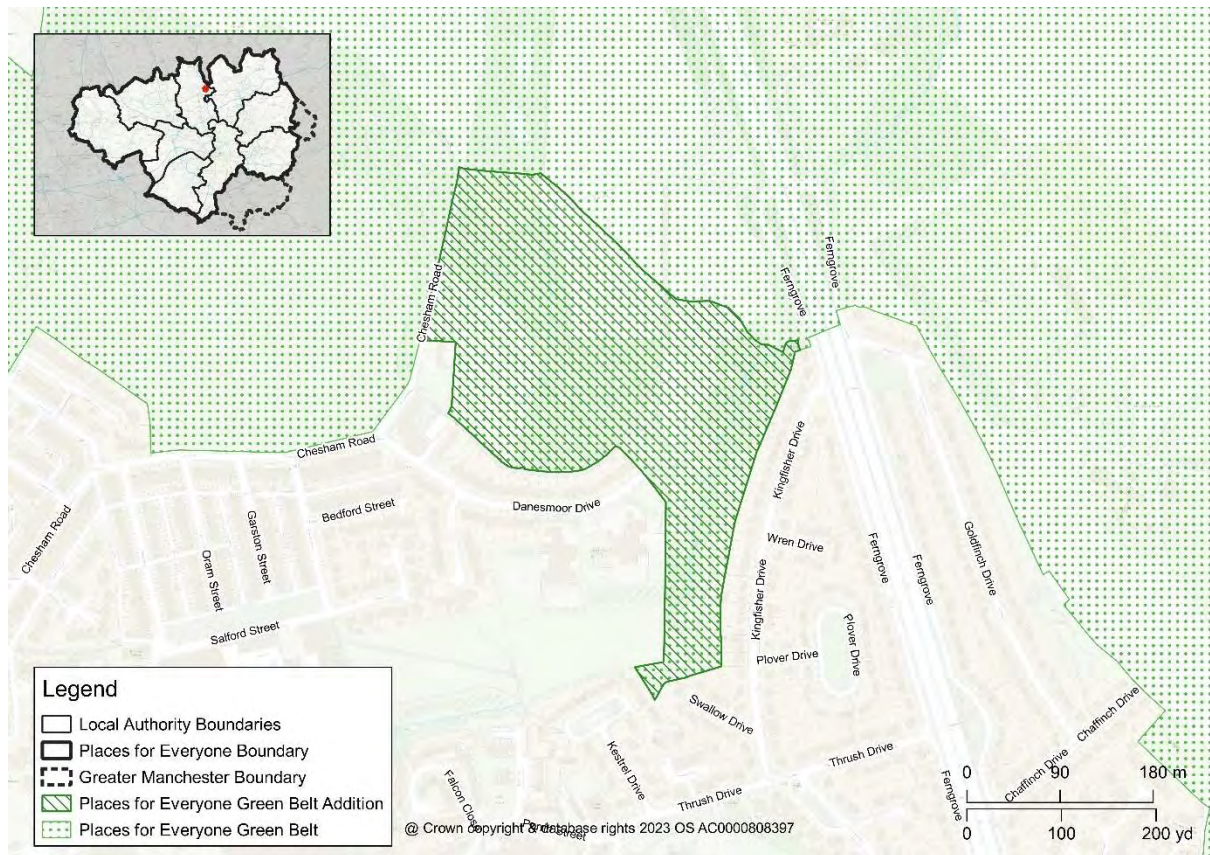 Ferngrove
Ferngrove
Chesham Road
Chesham Road
Chesham Road
Kingfisher Drive
Danesmoor Drive
Bedford Street
Garston Street
Oram Street
Salford Street
Wren Drive
Kingfisher Drive
Ferngrove
Ferngrove
Goldfinch Drive
Plover Drive
Plover Drive
Swallow Drive
Chaffinch Drive
Chaffinch Drive
Thrush Drive
Thrush Drive
Kestrel Drive
Falcon Close
Ferngrove
Legend
Local Authority Boundaries
Places for Everyone Boundary
Greater Manchester Boundary
Places for Everyone Green Belt Addition
Places for Everyone Green Belt
@ Crown copyright & database rights 2023 OS AC0000808397
0 90 180 m
0 100 200 yd